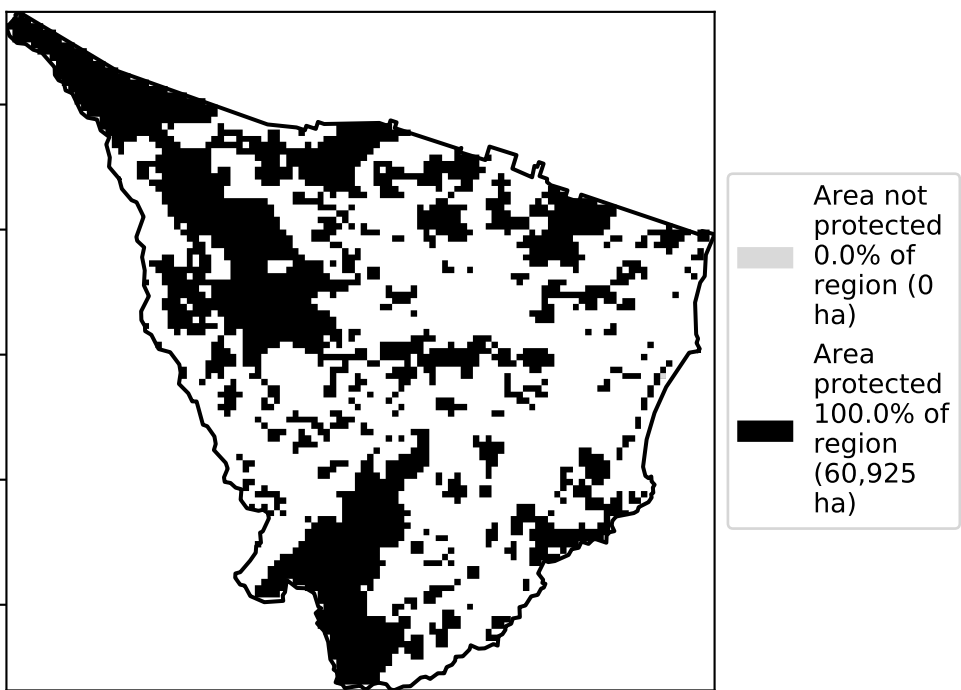 Area not
protected
0.0% of
region (0
ha)
Area
protected
100.0% of
region
(60,925
ha)